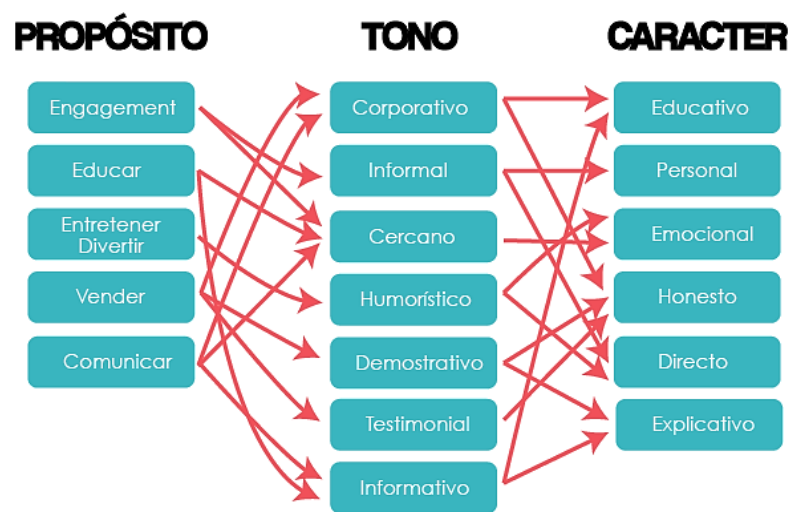 PROPÓSITO
TONO
CARACTER
Engagement
Educar
Entretener
Divertir
Vender
Comunicar
Corporativo
Informal
Cercano
Humorístico
Demostrativo
Testimonial
Informativo
Educativo
Personal
Emocional
Honesto
Directo
Explicativo